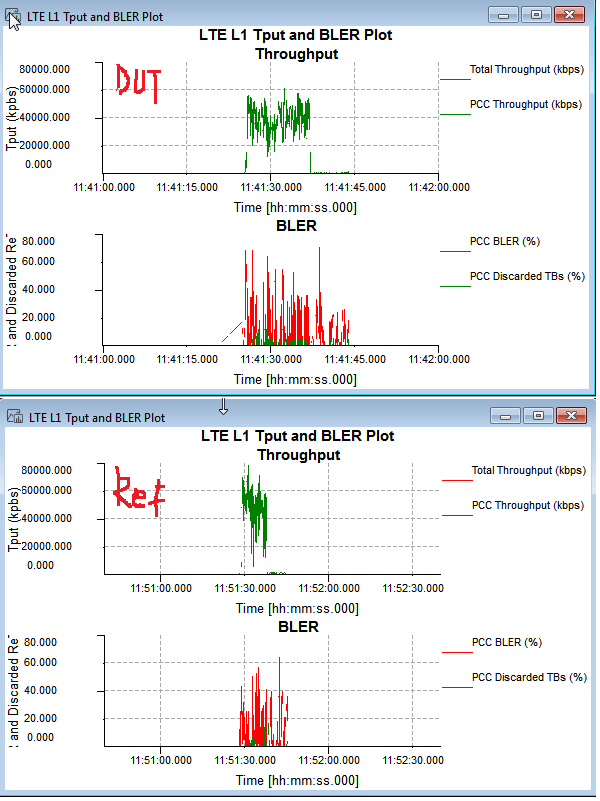 LTE L1 Tput and BLER Plot
LTE L1 Tput and BLER Plot
Throughput
DUT
Tput (kpbs)
80000.000
60000.000
40000.000
20000.000
0.000
Total Throughput (kbps)
PCC Throughput (kbps)
11:41:00.000 11:41:15.000 11:41:30.000 11:41:45.000 11:42:00.000
Time [hh:mm:ss.000]
BLER
and Discarded Re
80.000
60.000
40.000
20.000
0.000
PCC BLER (%)
PCC Discarded TBs (%)
11:41:00.000 11:41:15.000 11:41:30.000 11:41:45.000 11:42:00.000
Time [hh:mm:ss.000]
LTE L1 Tput and BLER Plot
LTE L1 Tput and BLER Plot
Throughput
Ref
Tput (kpbs)
80000.000
60000.000
40000.000
20000.000
0.000
Total Throughput (kbps)
PCC Throughput (kbps)
11:51:00.000 11:51:30.000 11:52:00.000 11:52:30.000
Time [hh:mm:ss.000]
BLER
and Discarded Re
80.000
60.000
40.000
20.000
0.000
PCC BLER (%)
PCC Discarded TBs (%)
11:51:00.000 11:51:30.000 11:52:00.000 11:52:30.000
Time [hh:mm:ss.000]